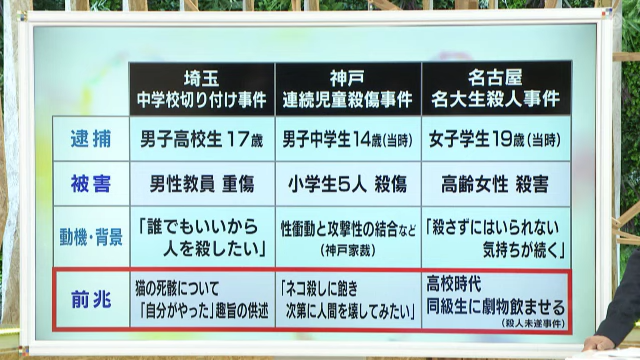 埼玉
中学校切り付け事件
神戸
連続児童殺傷事件
名古屋
名大生殺人事件
逮捕
男子高校生17歳
男子中学生14歳(当時)
女子学生19歳(当時)
被害
男性教員 重傷
小学生5人 殺傷
高齢女性 殺害
動機・背景
「誰でもいいから
人を殺したい」
性衝動と攻撃性の結合など
(神戸家裁)
「殺さずにはいられない
気持ちが続く」
前兆
猫の死骸について
「自分がやった」趣旨の供述
「ネコ殺しに飽き
次第に人間を壊してみたい」
高校時代
同級生に劇物飲ませる
(殺人未遂事件)